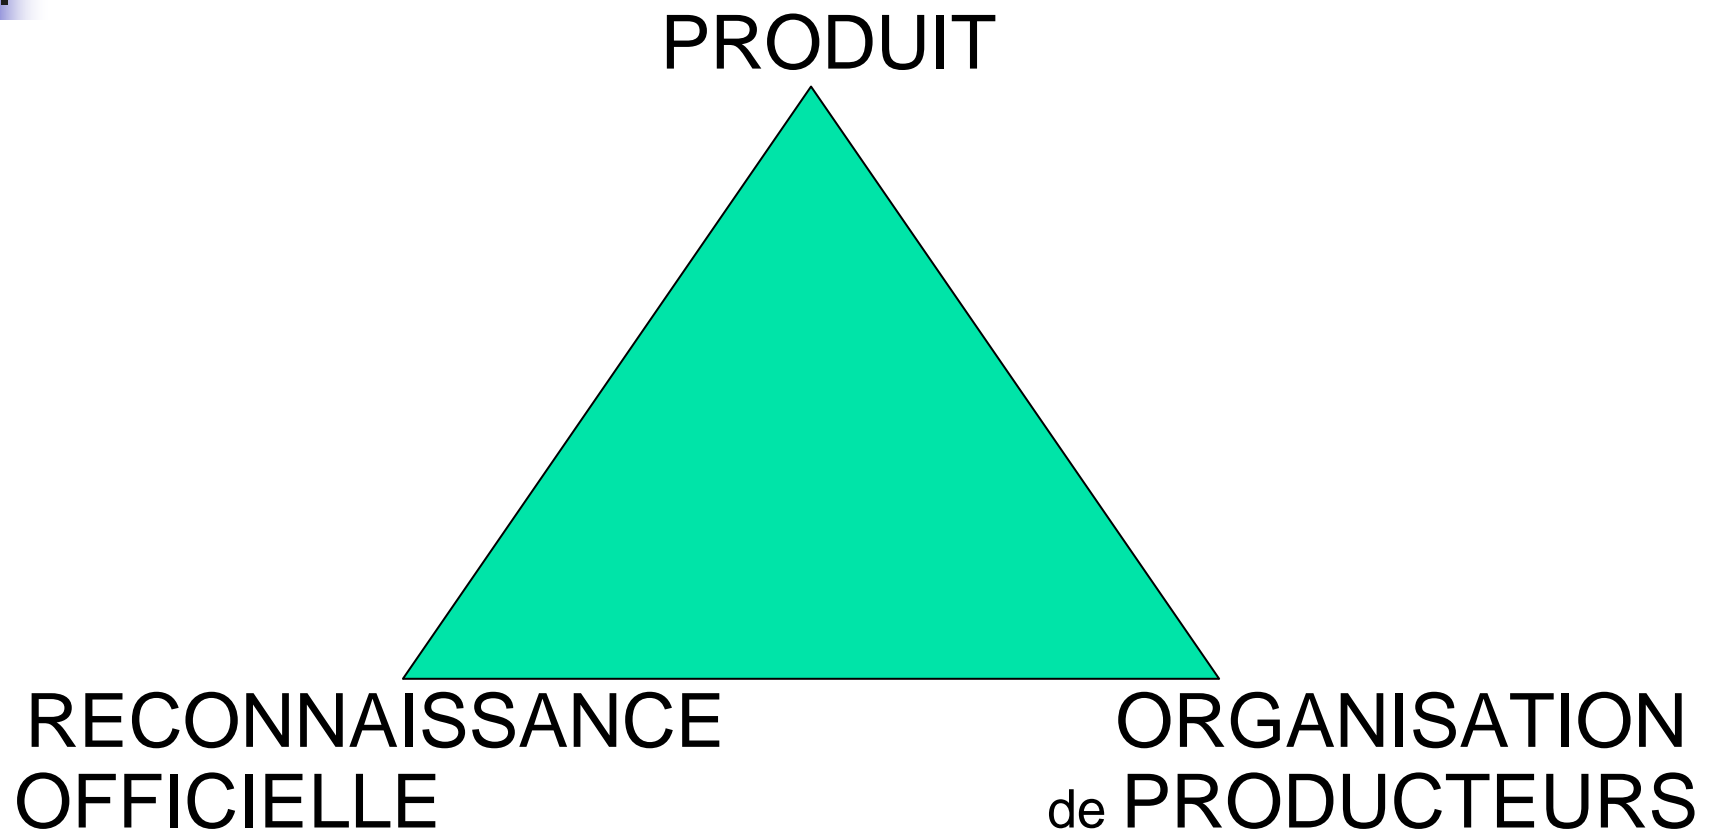 PRODUIT
RECONNAISSANCE
OFFICIELLE
ORGANISATION
de PRODUCTEURS